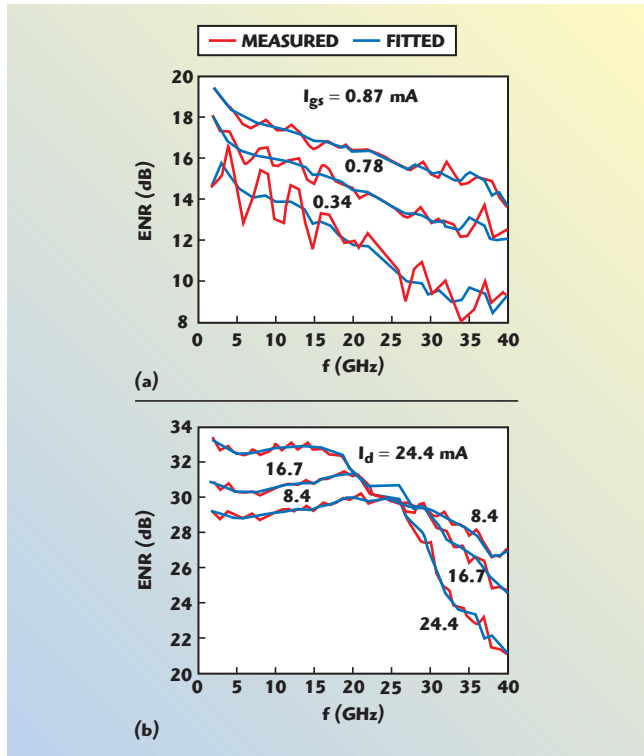 MEASURED FITTED
20
18
16
14
12
10
8
ENR (dB)
Igs = 0.87 mA
0.78
0.34
0 5 10 15 20 25 30 35 40
f (GHz)
(a)
34
32
30
28
26
24
22
20
ENR (dB)
Id = 24.4 mA
16.7
8.4
8.4
16.7
24.4
0 5 10 15 20 25 30 35 40
f (GHz)
(b)